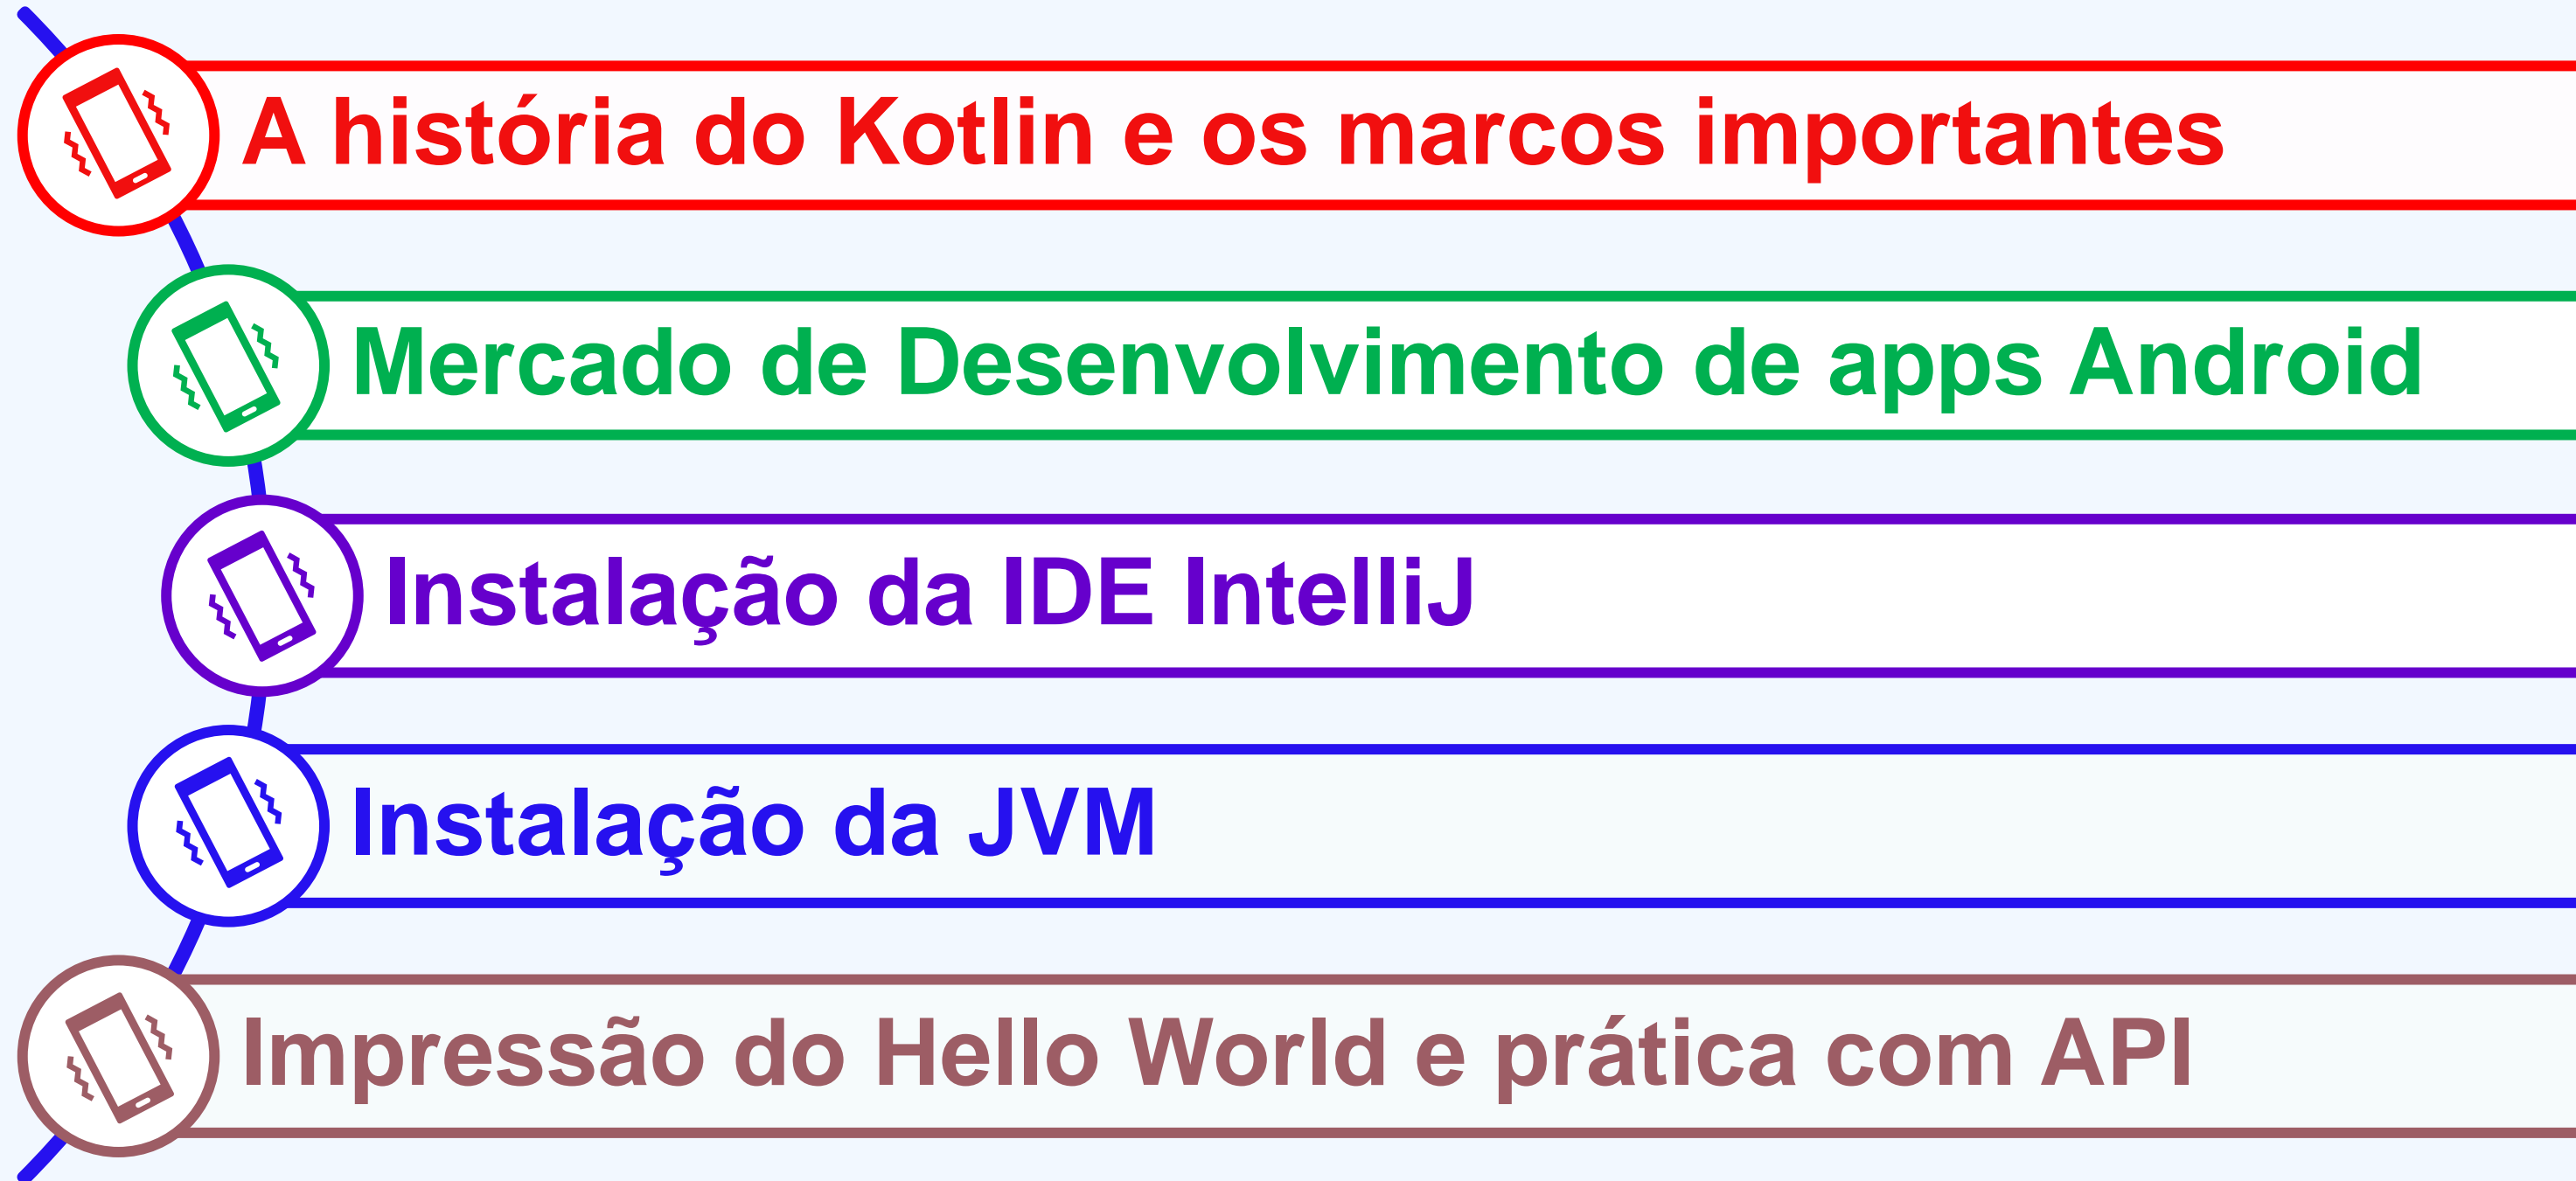 A história do Kotlin e os marcos importantes
Mercado de Desenvolvimento de apps Android
Instalação da IDE IntelliJ
Instalação da JVM
Impressão do Hello World e prática com API